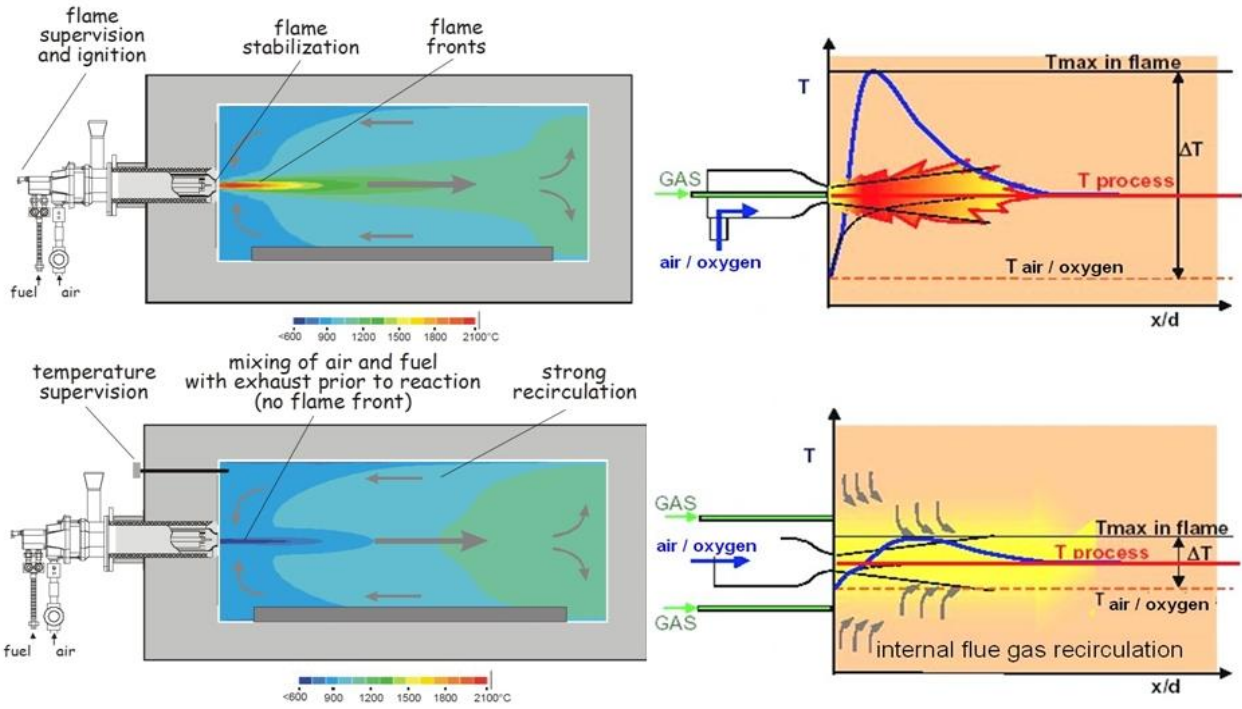 flame
supervision
and ignition
flame
stabilization
flame
fronts
fuel
air
<600 900 1200 1500 1800 2100°C
T
Tmax in flame
ΔT
GAS
T process
air / oxygen
T air / oxygen
x/d
temperature
supervision
mixing of air and fuel
with exhaust prior to reaction
(no flame front)
strong
recirculation
fuel
air
<600 900 1200 1500 1800 2100°C
T
GAS
Tmax in flame
air / oxygen
T process
ΔT
T air / oxygen
GAS
internal flue gas recirculation
x/d